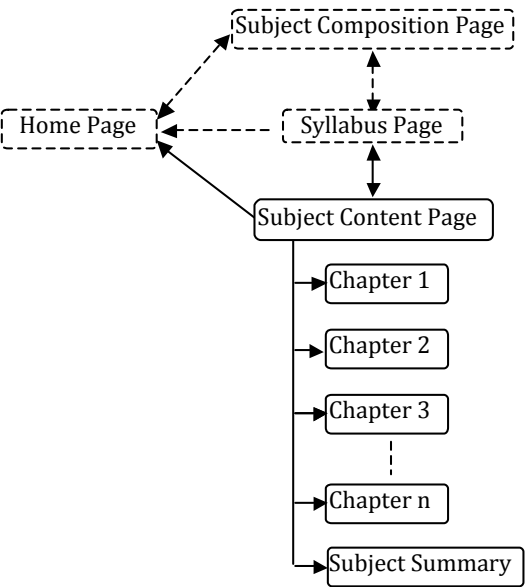 Subject Composition Page
Home Page
Syllabus Page
Subject Content Page
Chapter 1
Chapter 2
Chapter 3
Chapter n
Subject Summary